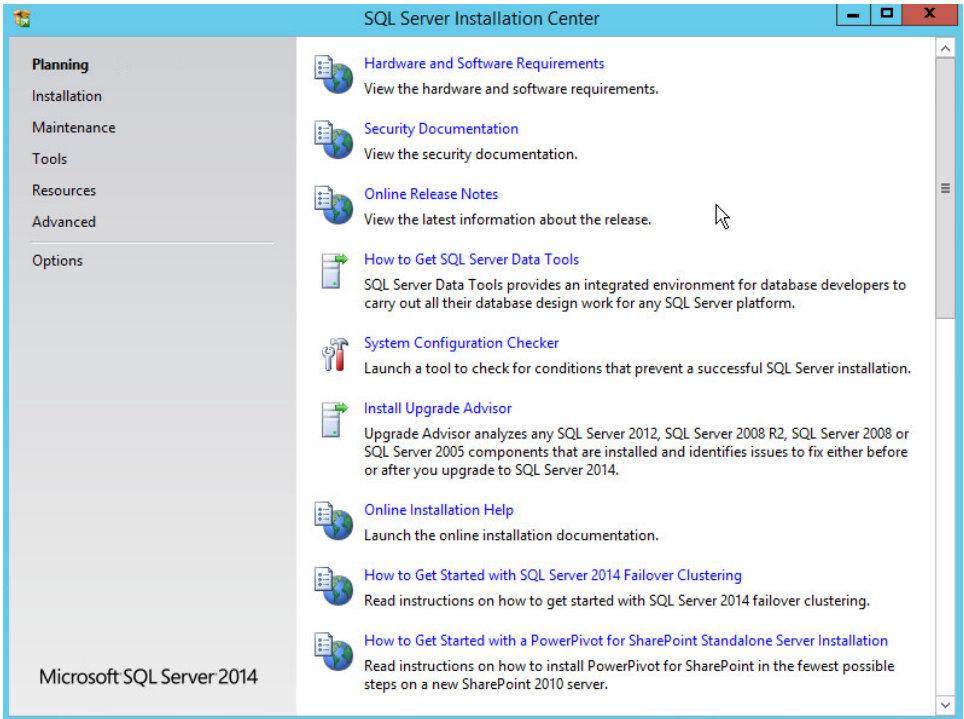 SQL Server Installation Center
Planning
Installation
Maintenance
Tools
Resources
Advanced
Options
Microsoft SQL Server 2014
Hardware and Software Requirements
View the hardware and software requirements.
Security Documentation
View the security documentation.
Online Release Notes
View the latest information about the release.
How to Get SQL Server Data Tools
SQL Server Data Tools provides an integrated environment for database developers to
carry out all their database design work for any SQL Server platform.
System Configuration Checker
Launch a tool to check for conditions that prevent a successful SQL Server installation.
Install Upgrade Advisor
Upgrade Advisor analyzes any SQL Server 2012, SQL Server 2008 R2, SQL Server 2008 or
SQL Server 2005 components that are installed and identifies issues to fix either before
or after you upgrade to SQL Server 2014.
Online Installation Help
Launch the online installation documentation.
How to Get Started with SQL Server 2014 Failover Clustering
Read instructions on how to get started with SQL Server 2014 failover clustering.
How to Get Started with a PowerPivot for SharePoint Standalone Server Installation
Read instructions on how to install PowerPivot for SharePoint in the fewest possible
steps on a new SharePoint 2010 server.